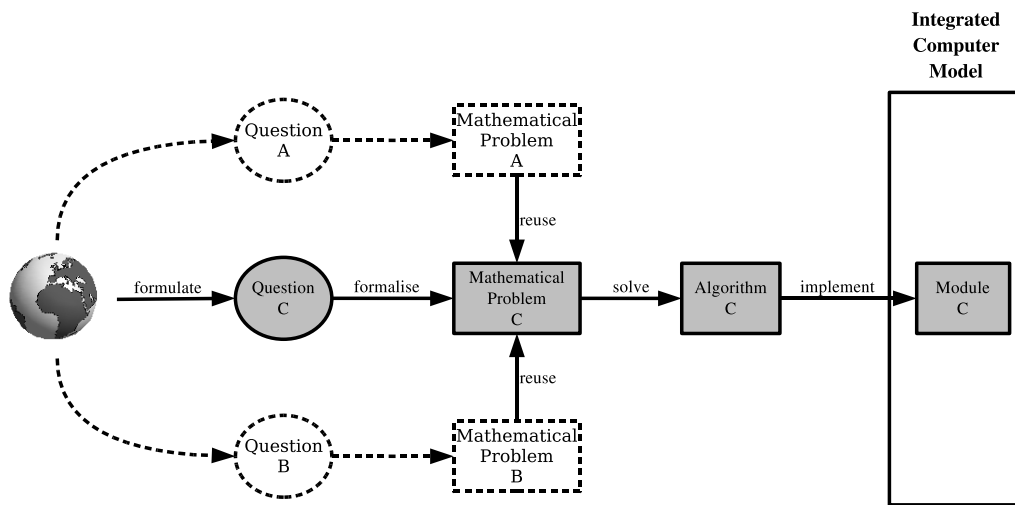 Integrated
Computer
Model
Question
A
Mathematical
Problem
A
reuse
formulate
Question
C
formalise
Mathematical
Problem
C
solve
Algorithm
C
implement
Module
C
reuse
Question
B
Mathematical
Problem
B